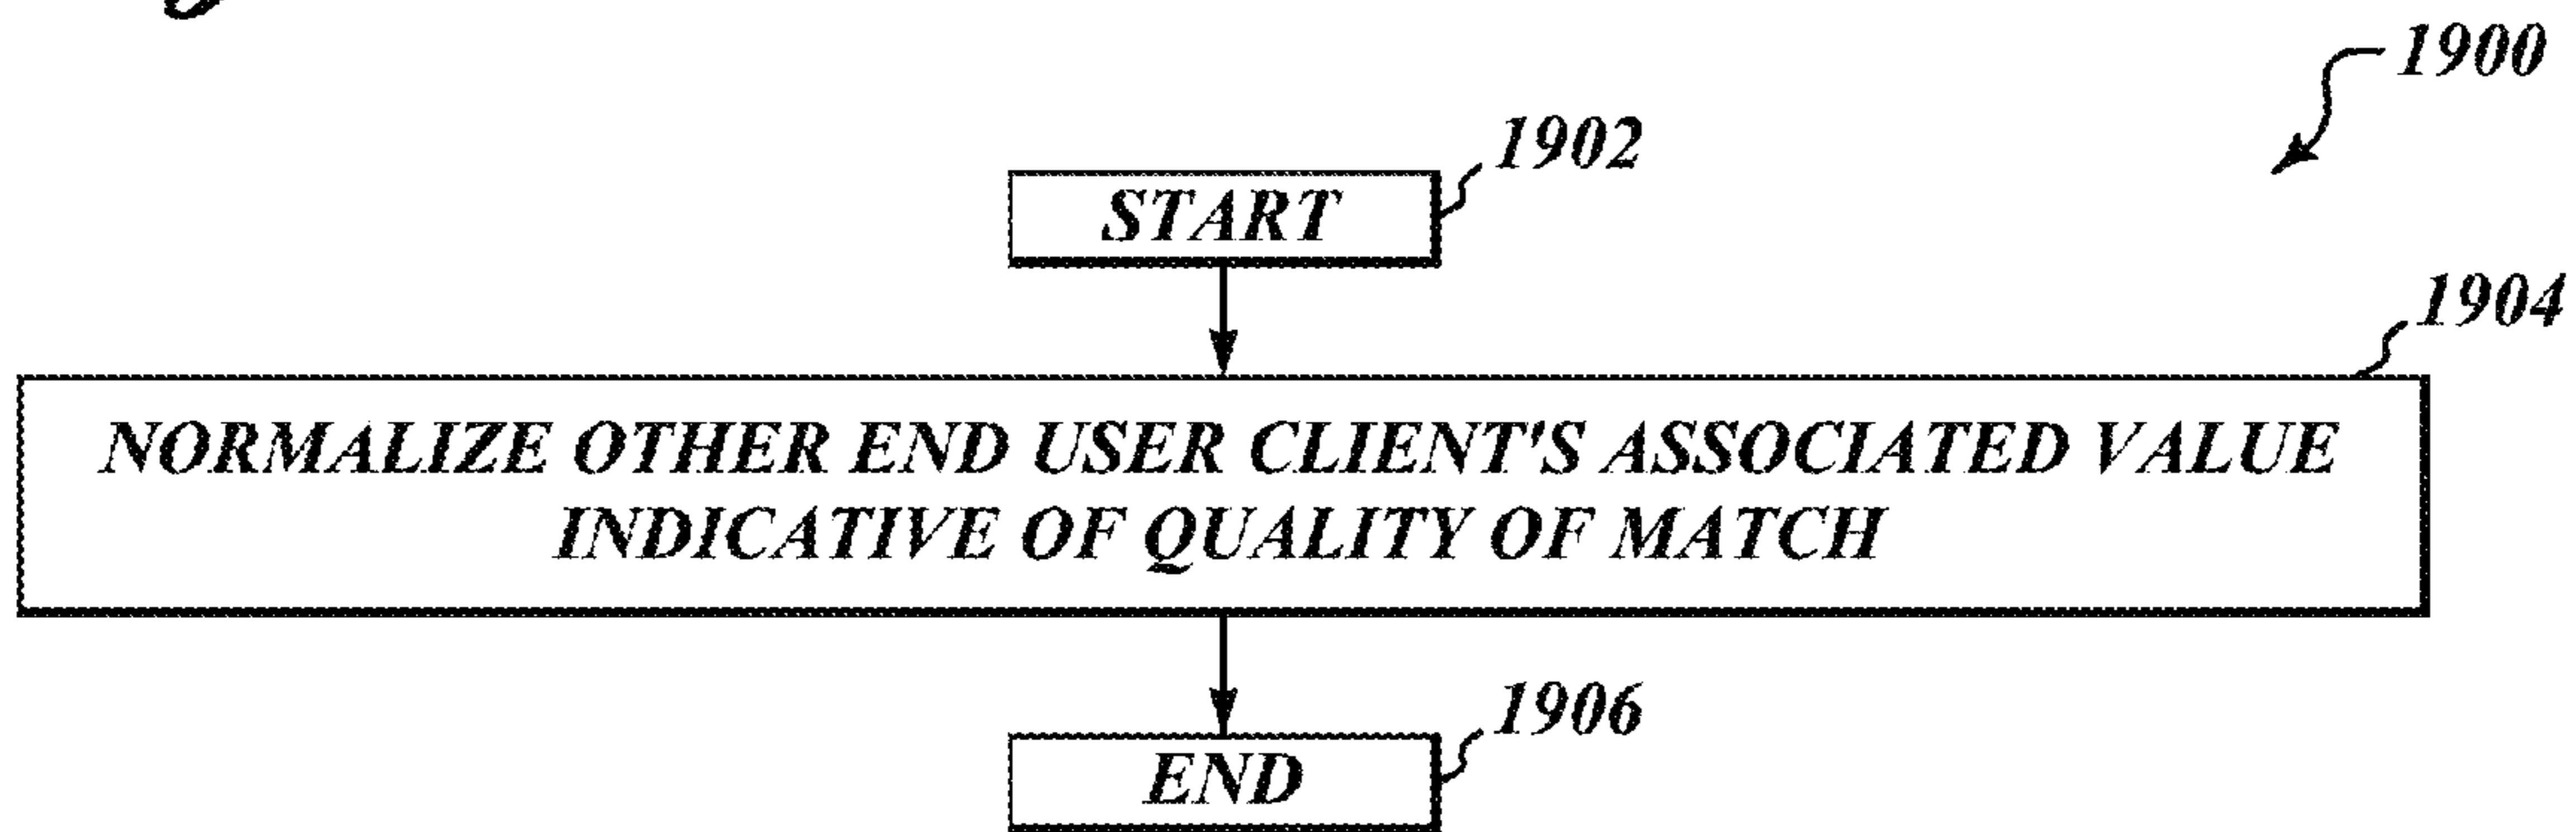 1900
1902
START
1904
NORMALIZE OTHER END USER CLIENT'S ASSOCIATED VALUE
INDICATIVE OF QUALITY OF MATCH
1906
END